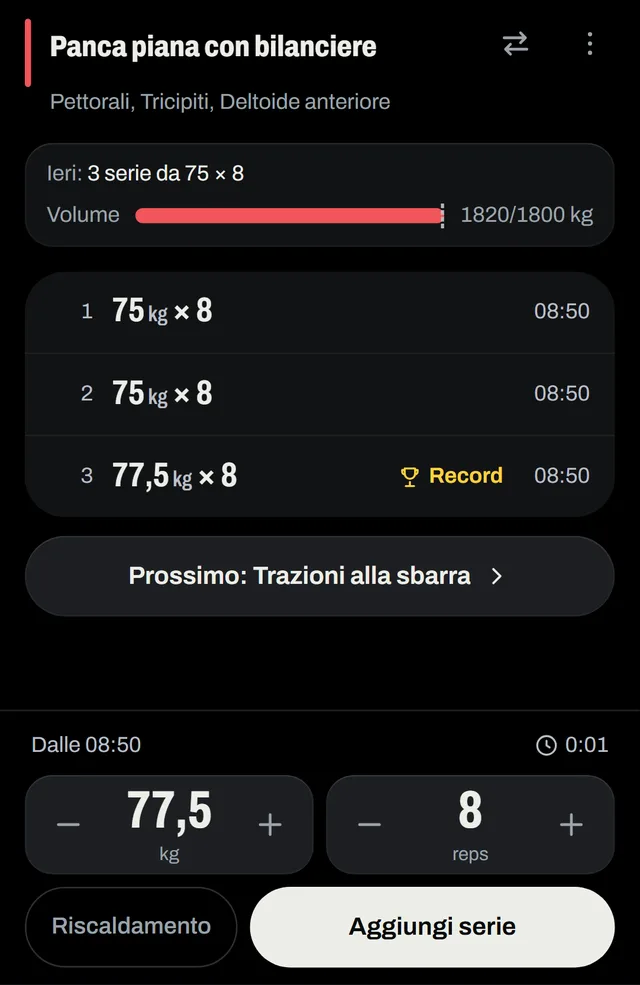 Panca piana con bilanciere
Pettorali, Tricipiti, Deltoide anteriore
Ieri: 3 serie da 75 × 8
Volume 1820/1800 kg
1 75 kg × 8 08:50
2 75 kg × 8 08:50
3 77,5 kg × 8 Record 08:50
Prossimo: Trazioni alla sbarra
Dalle 08:50 0:01
− 77,5 + − 8 +
kg reps
Riscaldamento Aggiungi serie